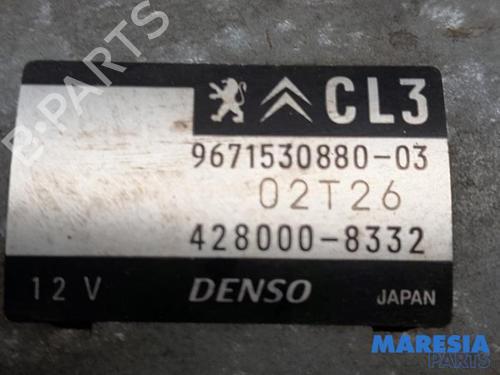 CL3
9671530880-03
02T26
428000-8332
12 V DENSO JAPAN
B-PARTS
MARESIA
PARTS